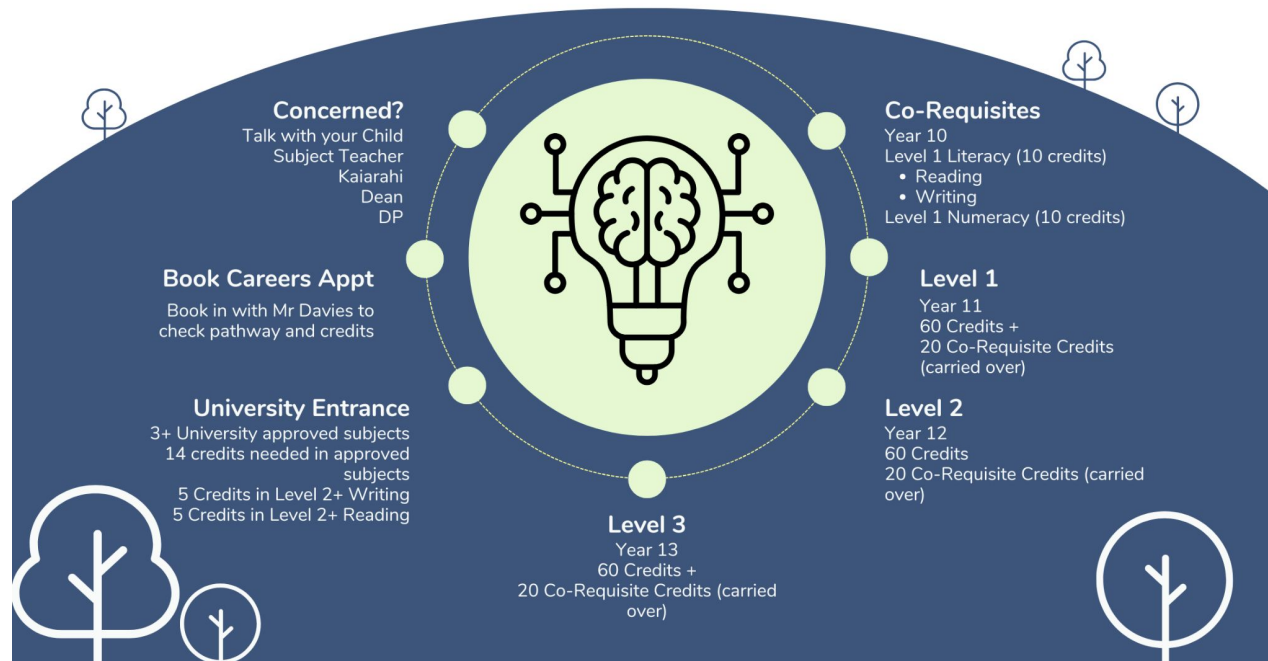 Concerned?
Talk with your Child
Subject Teacher
Kaiarahi
Dean
DP
Book Careers Appt
Book in with Mr Davies to
check pathway and credits
University Entrance
3+ University approved subjects
14 credits needed in approved
subjects
5 Credits in Level 2+ Writing
5 Credits in Level 2+ Reading
Co-Requisites
Year 10
Level 1 Literacy (10 credits)
• Reading
• Writing
Level 1 Numeracy (10 credits)
Level 1
Year 11
60 Credits +
20 Co-Requisite Credits
(carried over)
Level 2
Year 12
60 Credits
20 Co-Requisite Credits (carried
over)
Level 3
Year 13
60 Credits +
20 Co-Requisite Credits (carried
over)